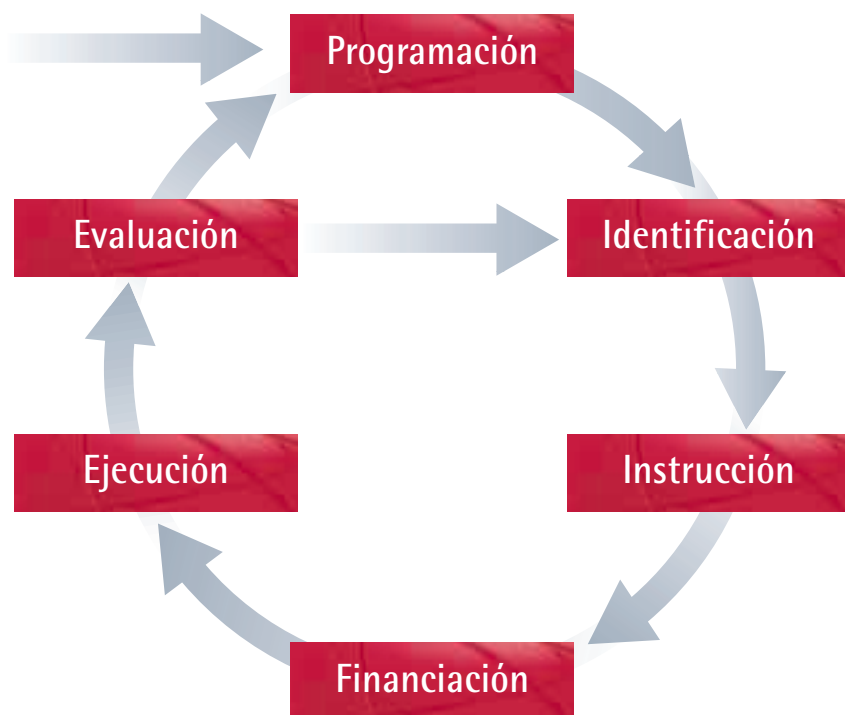 Programación
Evaluación
Identificación
Ejecución
Instrucción
Financiación